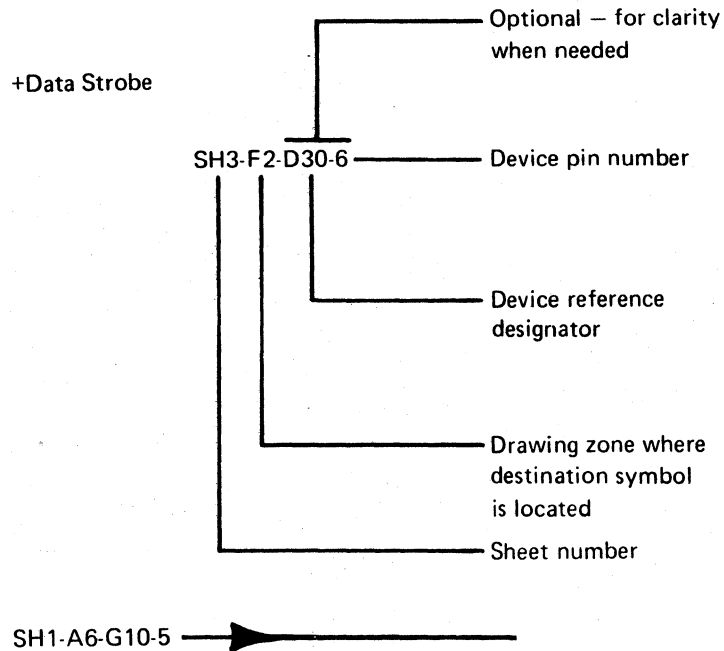 Optional — for clarity
when needed
+Data Strobe
SH3-F2-D30-6
Device pin number
Device reference
designator
Drawing zone where
destination symbol
is located
Sheet number
SH1-A6-G10-5